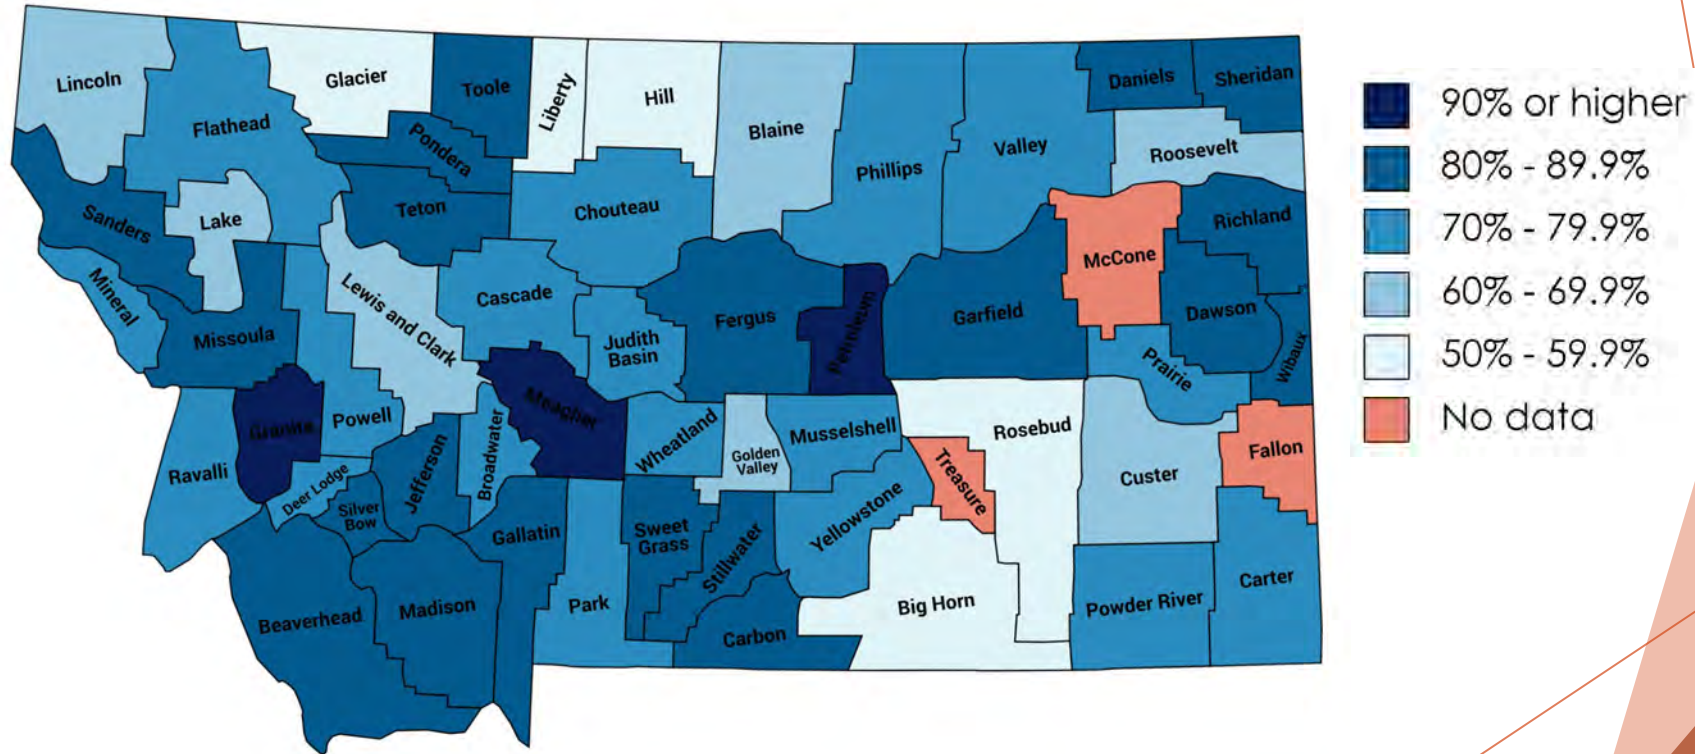 Lincoln
Glacier
Toole
Liberty
Hill
Blaine
Phillips
Valley
Daniels
Sheridan
Flathead
Pondera
Roosevelt
Sanders
Lake
Teton
Chouteau
McCone
Richland
Mineral
Missoula
Lewis and Clark
Cascade
Judith
Basin
Fergus
Petroleum
Garfield
Dawson
Prairie
Wibaux
Granite
Powell
Meagher
Wheatland
Golden
Valley
Musselshell
Rosebud
Treasure
Custer
Fallon
Ravalli
Deer Lodge
Silver
Bow
Jefferson
Broadwater
Gallatin
Sweet
Grass
Stillwater
Yellowstone
Beaverhead
Madison
Park
Carbon
Big Horn
Powder River
Carter
90% or higher
80% - 89.9%
70% - 79.9%
60% - 69.9%
50% - 59.9%
No data